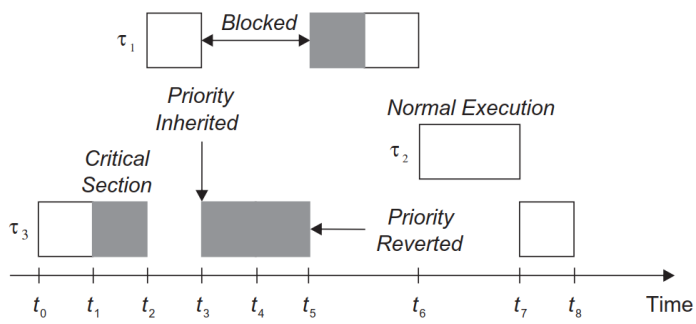 Blocked
τ1
Priority
Inherited
Normal Execution
τ2
Critical
Section
τ3
Priority
Reverted
t0 t1 t2 t3 t4 t5 t6 t7 t8 Time